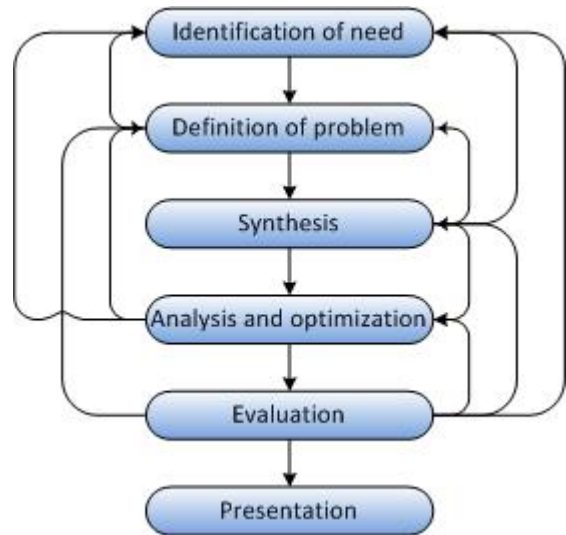 Identification of need
Definition of problem
Synthesis
Analysis and optimization
Evaluation
Presentation